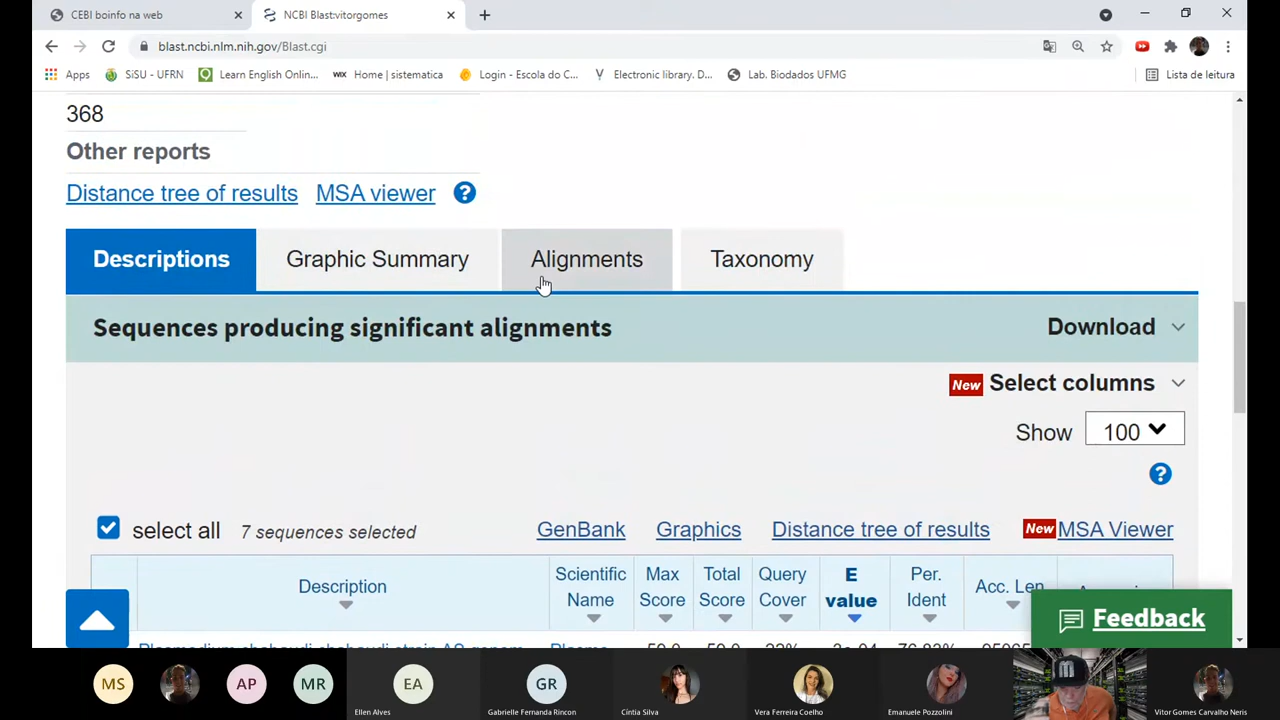 CEBI boinfo na web
NCBI Blast:vitorgomes
blast.ncbi.nlm.nih.gov/Blast.cgi
Apps
SiSU - UFRN
Learn English Onlin...
WIX
Home | sistematica
Login - Escola do C...
Electronic library. D...
Lab. Biodados UFMG
Lista de leitura
368
Other reports
Distance tree of results MSA viewer ?
Descriptions Graphic Summary Alignments Taxonomy
Sequences producing significant alignments Download
New Select columns
Show 100
?
select all 7 sequences selected GenBank Graphics Distance tree of results New MSA Viewer
Description Scientific Name Max Score Total Score Query Cover E value Per. Ident Acc. Len
Feedback
MS AP MR EA GR
Ellen Alves Gabrielle Fernanda Rincon Cíntia Silva Vera Ferreira Coelho Emanuele Pozzolini Vitor Gomes Carvalho Neris